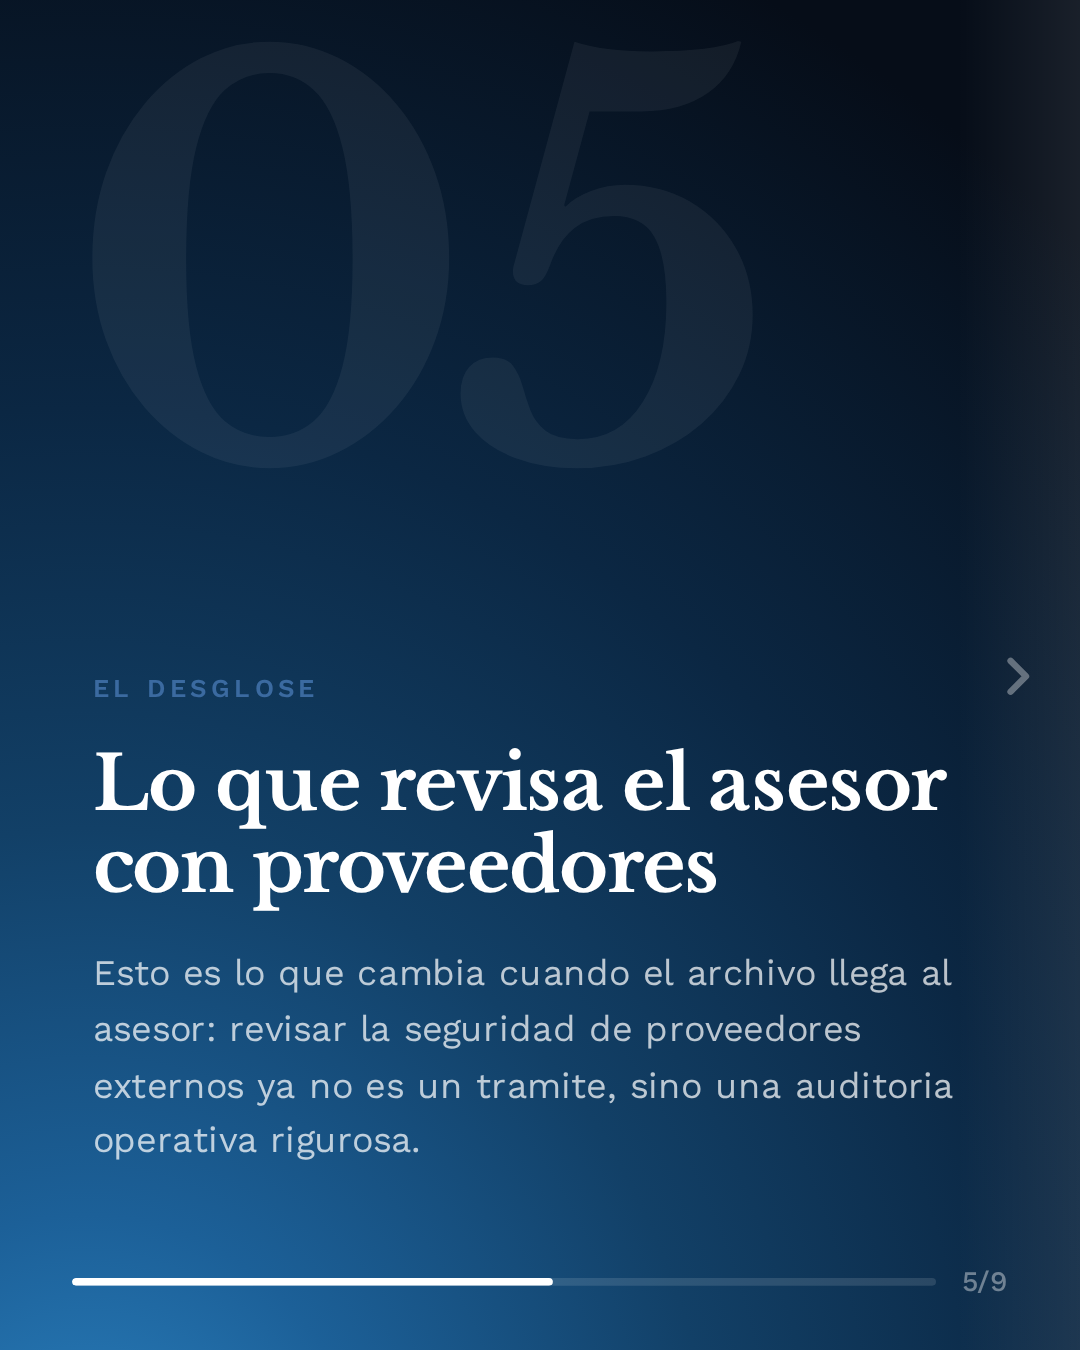 05
EL DESGLOSE
Lo que revisa el asesor
con proveedores
Esto es lo que cambia cuando el archivo llega al
asesor: revisar la seguridad de proveedores
externos ya no es un tramite, sino una auditoria
operativa rigurosa.
5/9